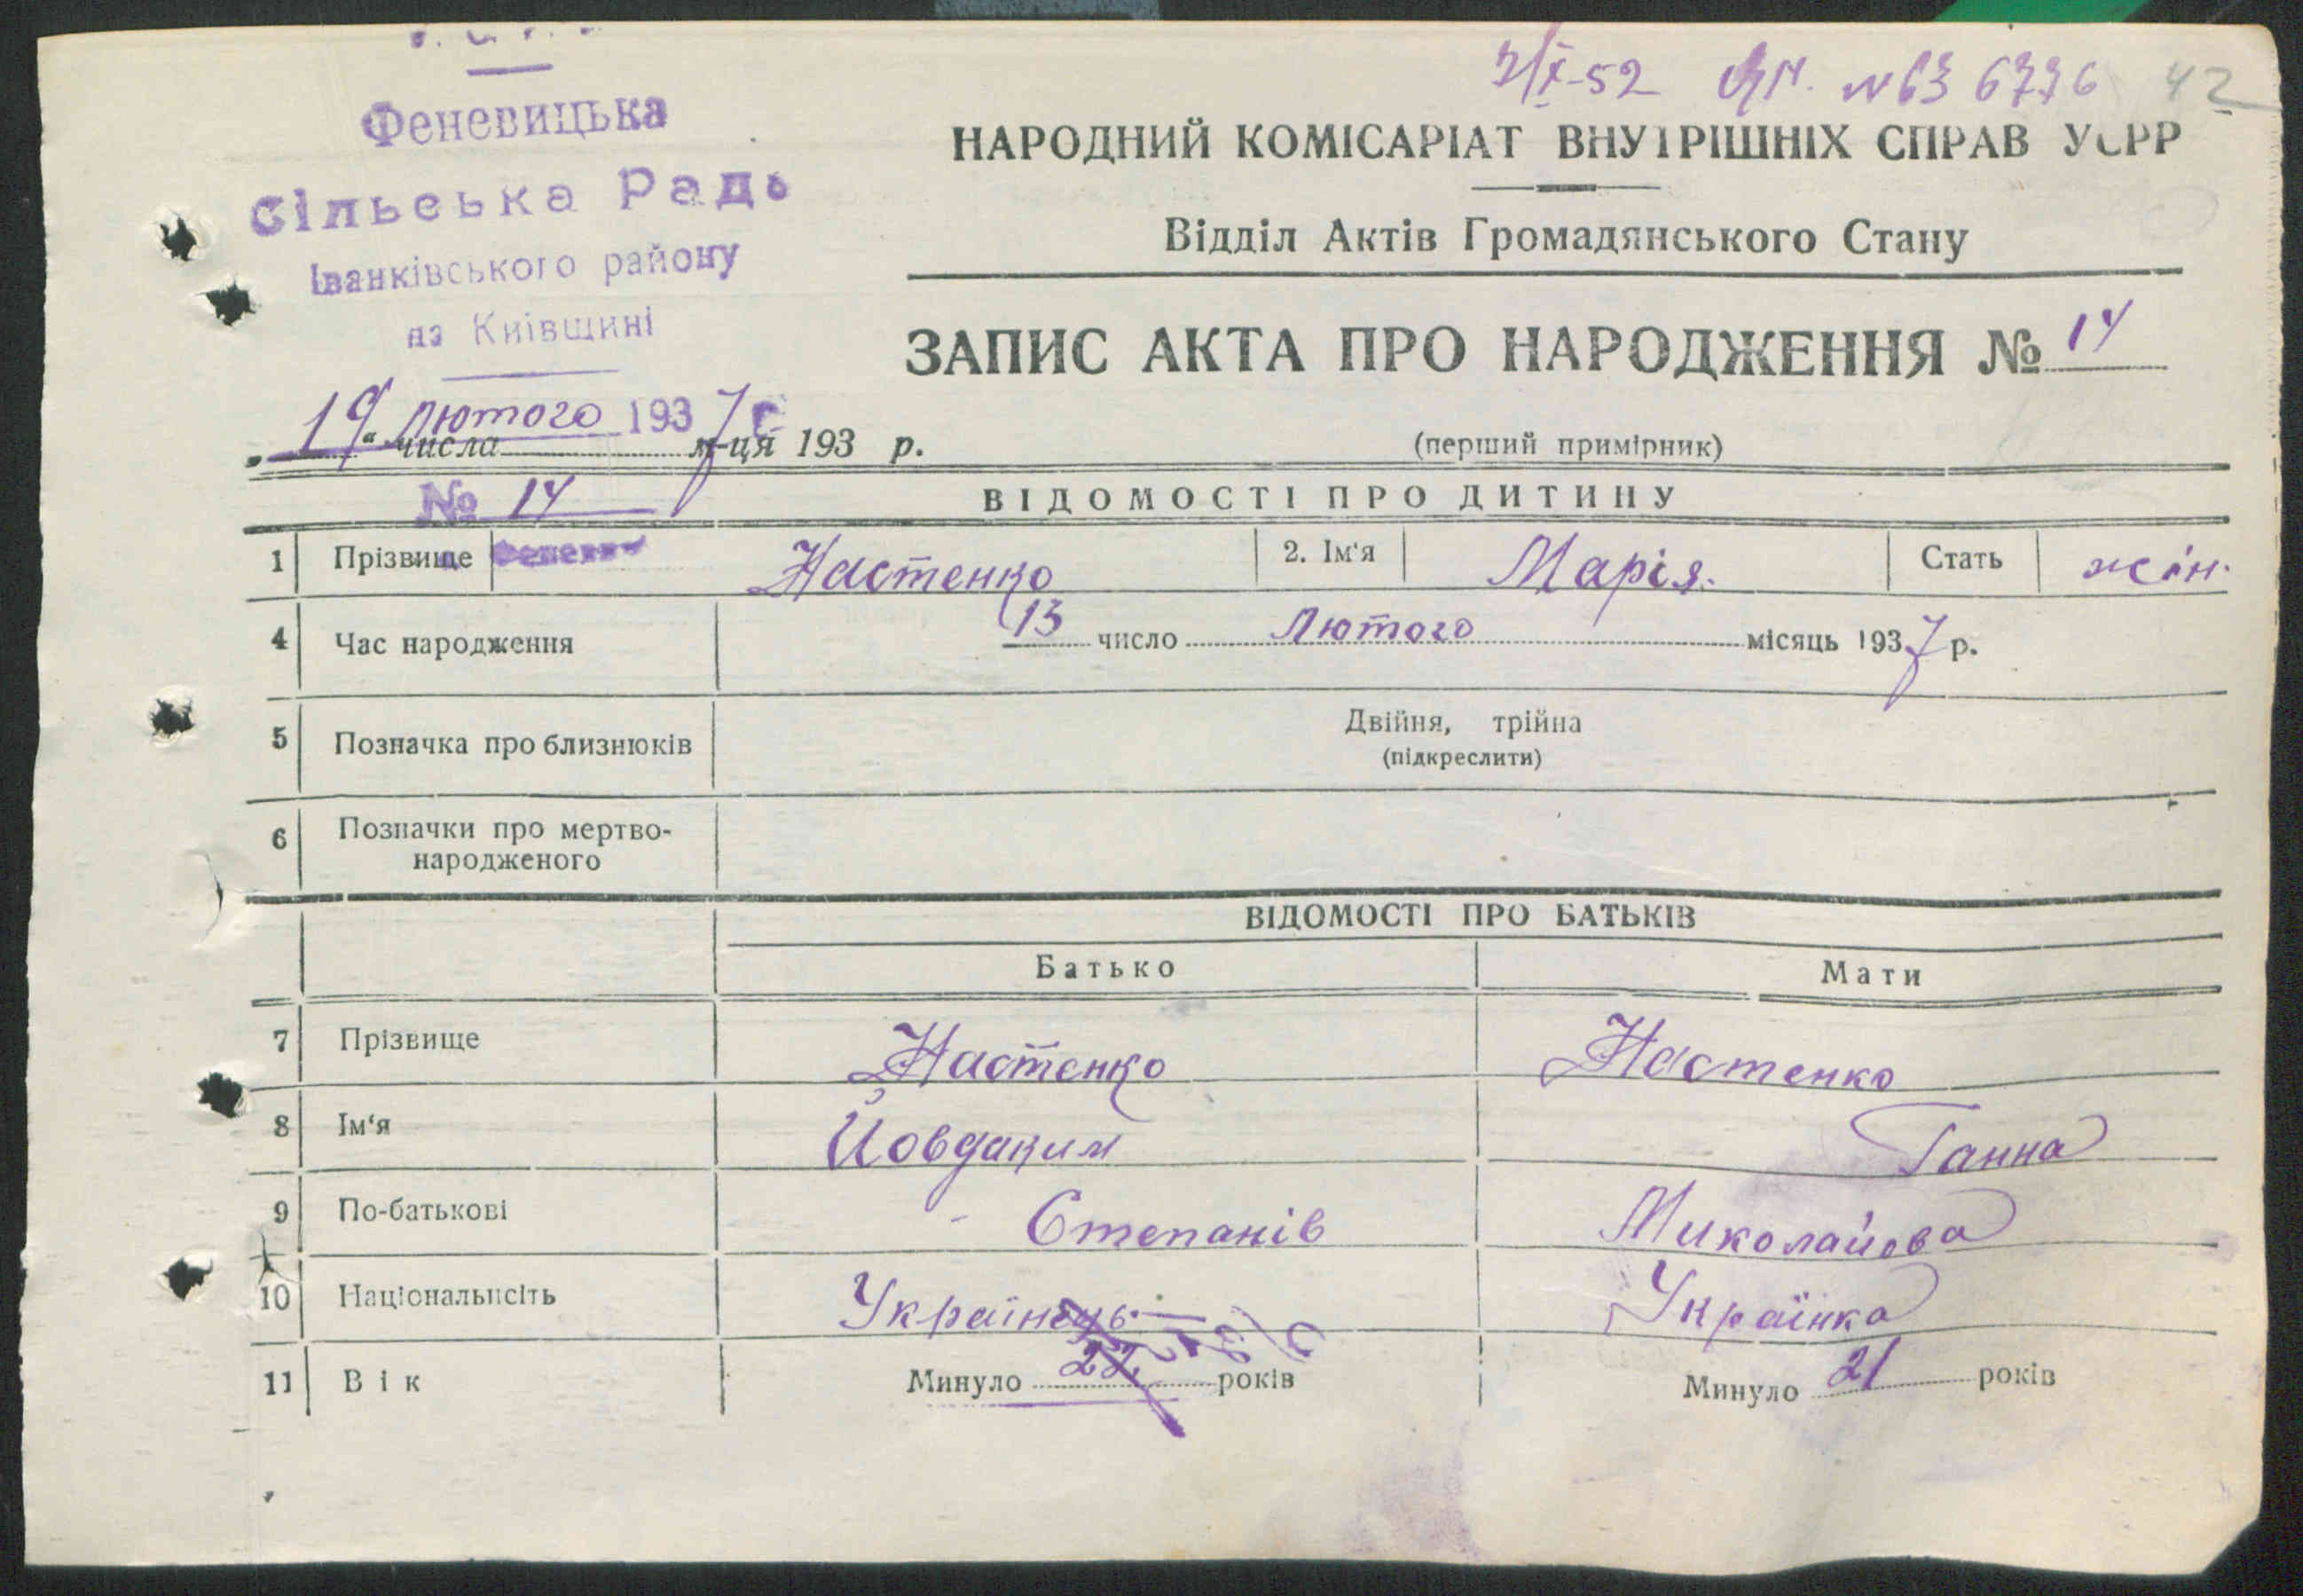 2/X-52 №63 6776 42
Феневицька
Сільська Рада
Іванківського району
на Київщині
19 лютого 1937
№ 14
НАРОДНИЙ КОМІСАРІАТ ВНУТРІШНІХ СПРАВ УСРР
Відділ Актів Громадянського Стану
ЗАПИС АКТА ПРО НАРОДЖЕННЯ № 14
числа м-ця 193 р.
(перший примірник)
ВІДОМОСТІ ПРО ДИТИНУ
1 Прізвище Настенко 2. Ім'я Марія. Стать жін.
4 Час народження 13 число Лютого місяць 1937 р.
5 Позначка про близнюків Двійня, трійна
(підкреслити)
6 Позначки про мертво-
народженого
ВІДОМОСТІ ПРО БАТЬКІВ
Батько Мати
7 Прізвище Настенко Настенко
8 Ім'я Йовдаким Ганна
9 По-батькові Степанів Миколайова
10 Національнсіть Українець Українка
11 Вік Минуло 22 років Минуло 21 років